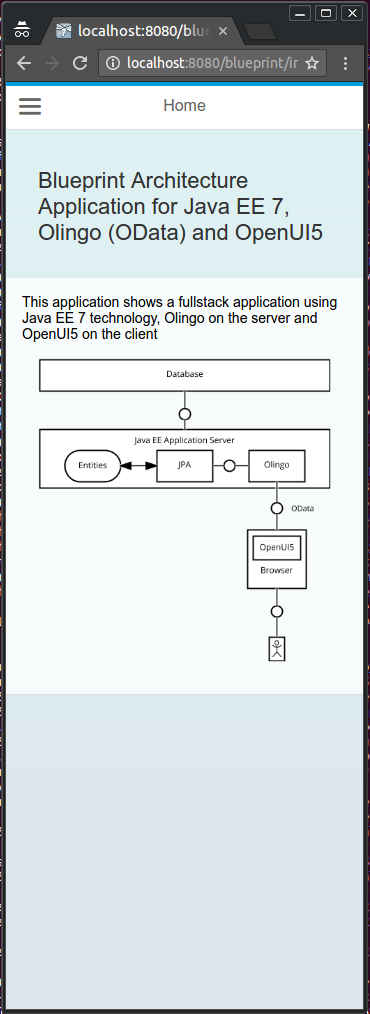 localhost:8080/blue
localhost:8080/blueprint/ir
Home
Blueprint Architecture
Application for Java EE 7,
Olingo (OData) and OpenUI5
This application shows a fullstack application using
Java EE 7 technology, Olingo on the server and
OpenUI5 on the client
Database
Java EE Application Server
Entities
JPA
Olingo
OData
OpenUI5
Browser